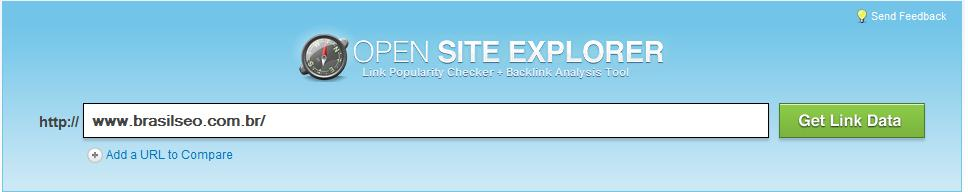 Send Feedback
OPEN SITE EXPLORER
Link Popularity Checker + Backlink Analysis Tool
http:// www.brasilseo.com.br/ Get Link Data
Add a URL to Compare